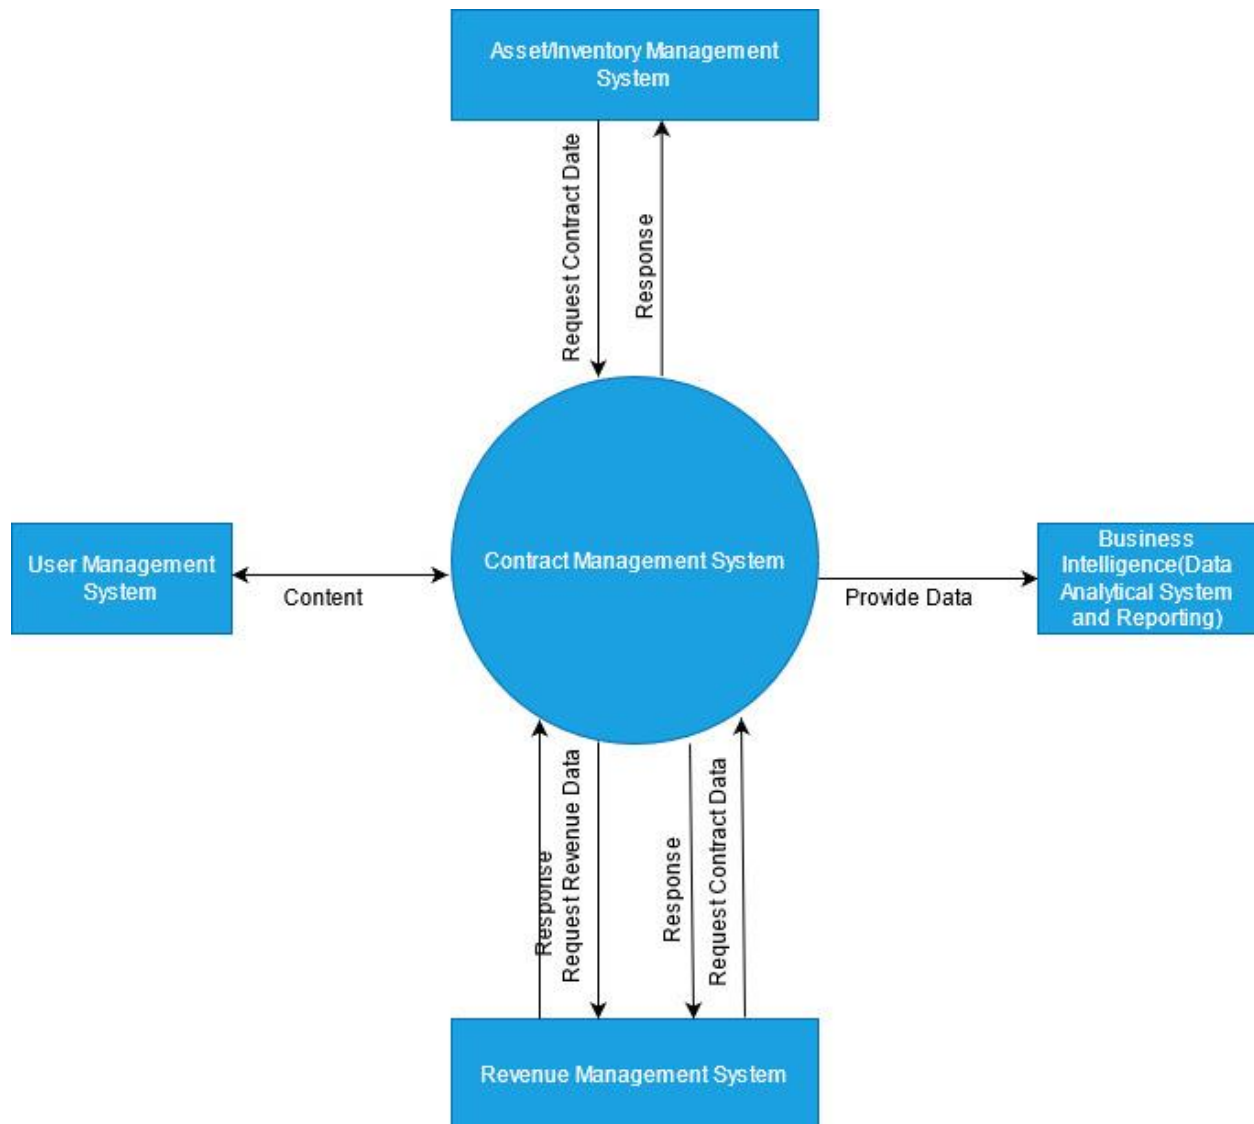 Asset/Inventory Management
System
Request Contract Date
Response
User Management
System
Content
Contract Management System
Provide Data
Business
Intelligence(Data
Analytical System
and Reporting)
Response
Request Revenue Data
Response
Request Contract Data
Revenue Management System